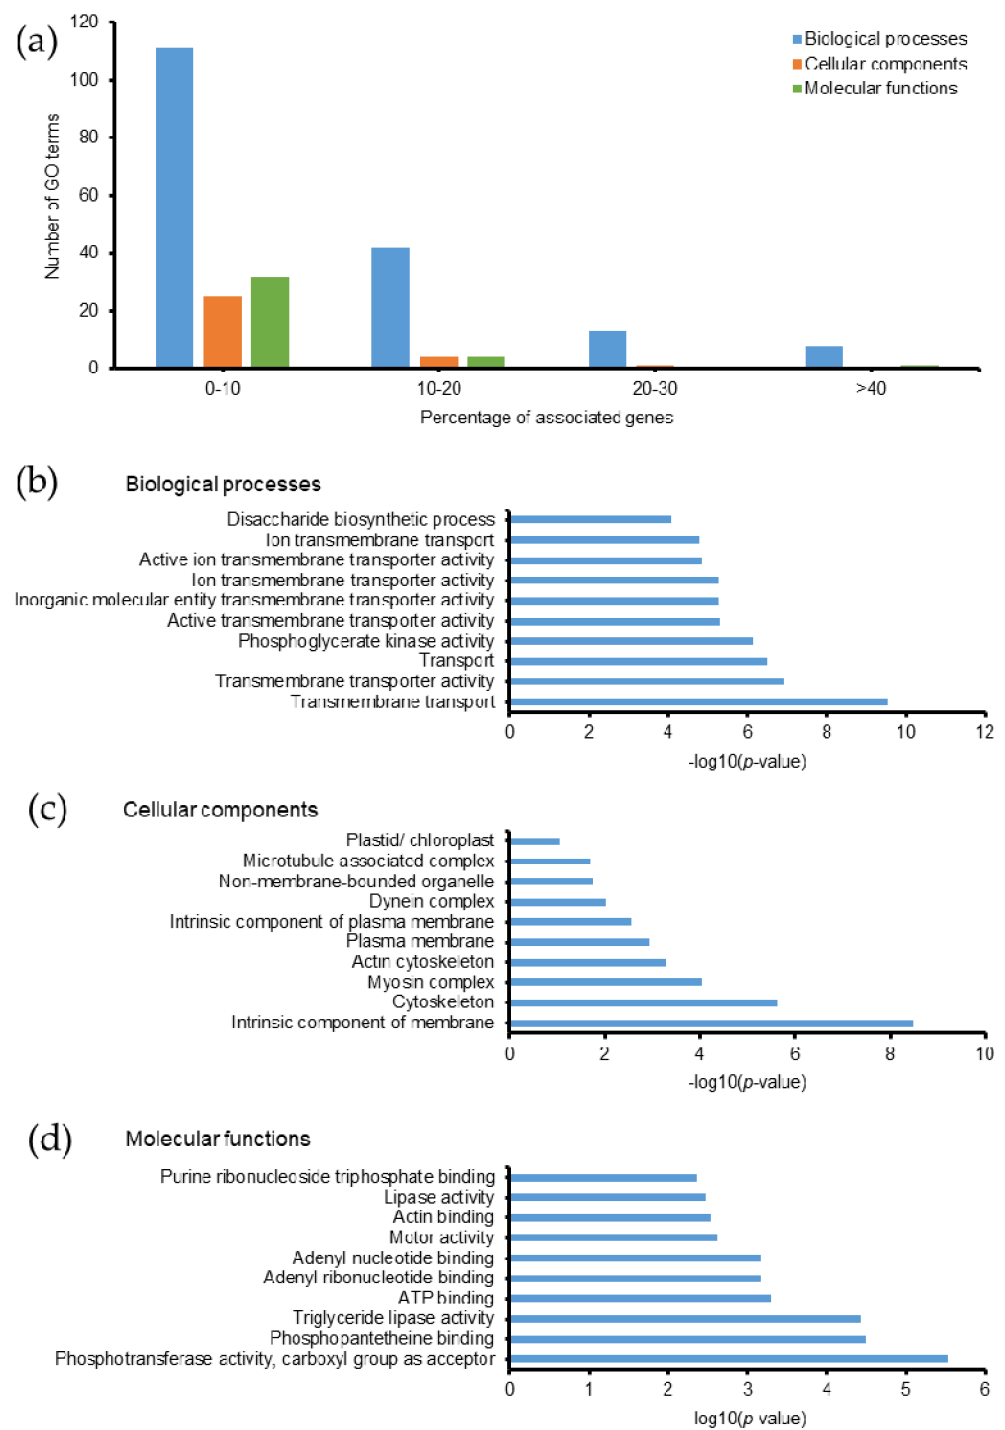 (a)
120
100
80
60
40
20
0
Number of GO terms
Biological processes
Cellular components
Molecular functions
0-10 10-20 20-30 >40
Percentage of associated genes
(b) Biological processes
Disaccharide biosynthetic process
Ion transmembrane transport
Active ion transmembrane transporter activity
Ion transmembrane transporter activity
Inorganic molecular entity transmembrane transporter activity
Active transmembrane transporter activity
Phosphoglycerate kinase activity
Transport
Transmembrane transporter activity
Transmembrane transport
0 2 4 6 8 10 12
-log10(p-value)
(c) Cellular components
Plastid/ chloroplast
Microtubule associated complex
Non-membrane-bounded organelle
Dynein complex
Intrinsic component of plasma membrane
Plasma membrane
Actin cytoskeleton
Myosin complex
Cytoskeleton
Intrinsic component of membrane
0 2 4 6 8 10
-log10(p-value)
(d) Molecular functions
Purine ribonucleoside triphosphate binding
Lipase activity
Actin binding
Motor activity
Adenyl nucleotide binding
Adenyl ribonucleotide binding
ATP binding
Triglyceride lipase activity
Phosphopantetheine binding
Phosphotransferase activity, carboxyl group as acceptor
0 1 2 3 4 5 6
log10(p value)